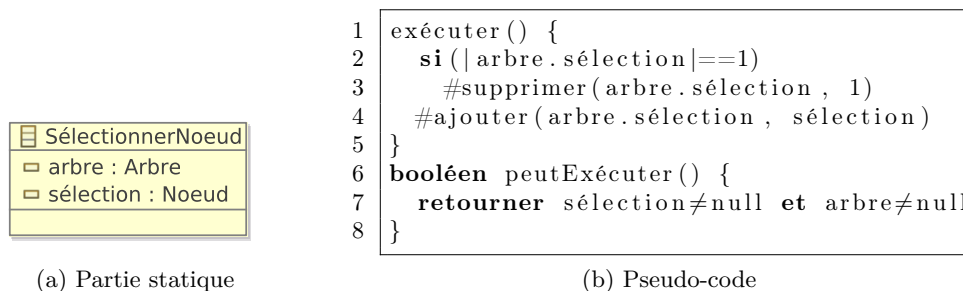 SélectionnerNoeud
arbre : Arbre
sélection : Noeud
(a) Partie statique
1 exécuter() {
2 si(|arbre.sélection|==1)
3 #supprimer(arbre.sélection, 1)
4 #ajouter(arbre.sélection, sélection)
5 }
6 booléen peutExécuter() {
7 retourner sélection≠null et arbre≠null
8 }
(b) Pseudo-code